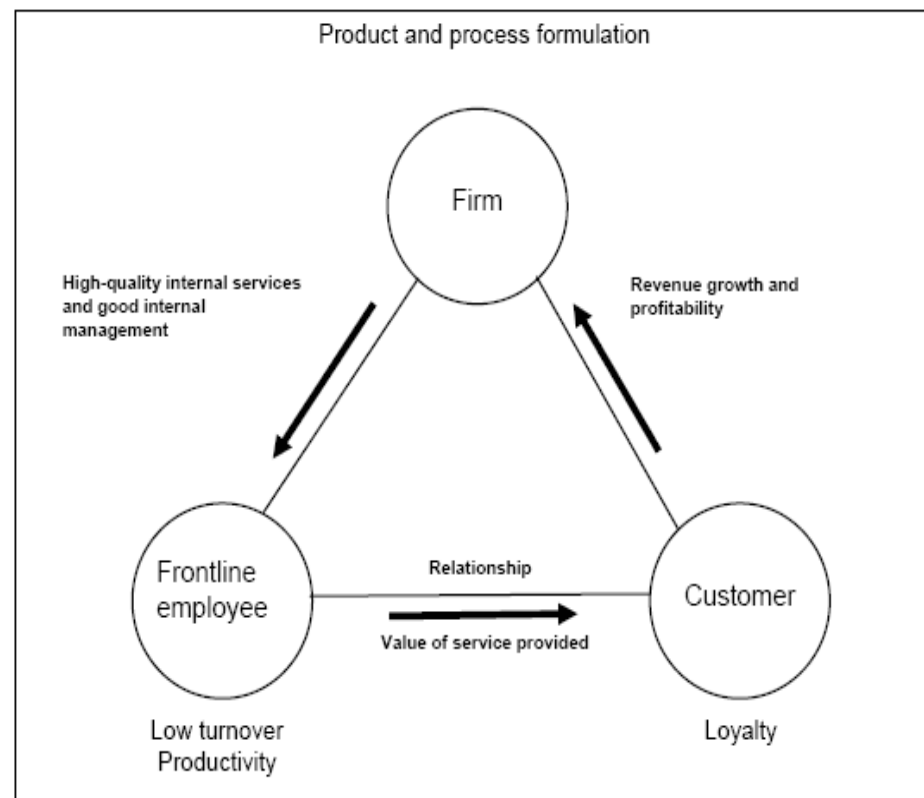 Product and process formulation
Firm
High-quality internal services
and good internal
management
Revenue growth and
profitability
Frontline
employee
Relationship
Value of service provided
Customer
Low turnover
Productivity
Loyalty